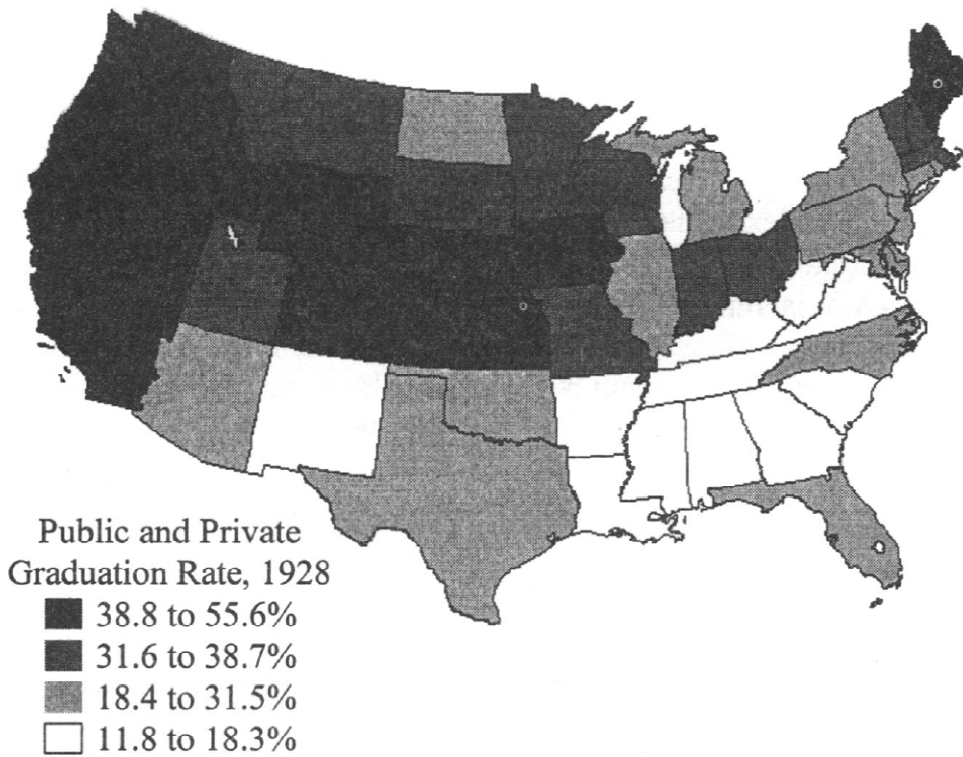 Public and Private
Graduation Rate, 1928
38.8 to 55.6%
31.6 to 38.7%
18.4 to 31.5%
11.8 to 18.3%